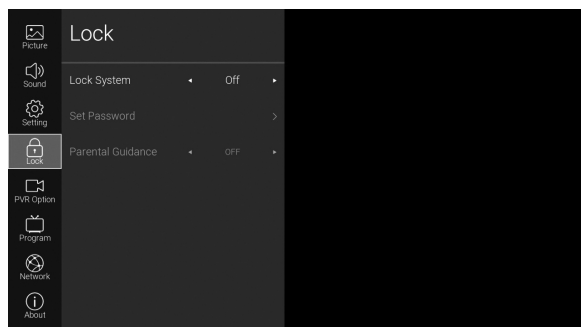 Picture
Sound
Setting
Lock
PVR Option
Program
Network
About
Lock
Lock System Off
Set Password
Parental Guidance OFF